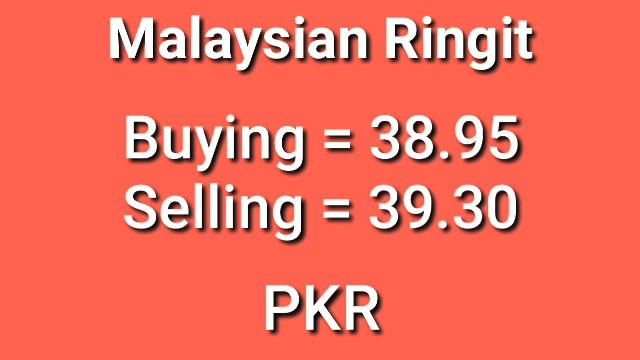 Malaysian Ringit
Buying = 38.95
Selling = 39.30
PKR